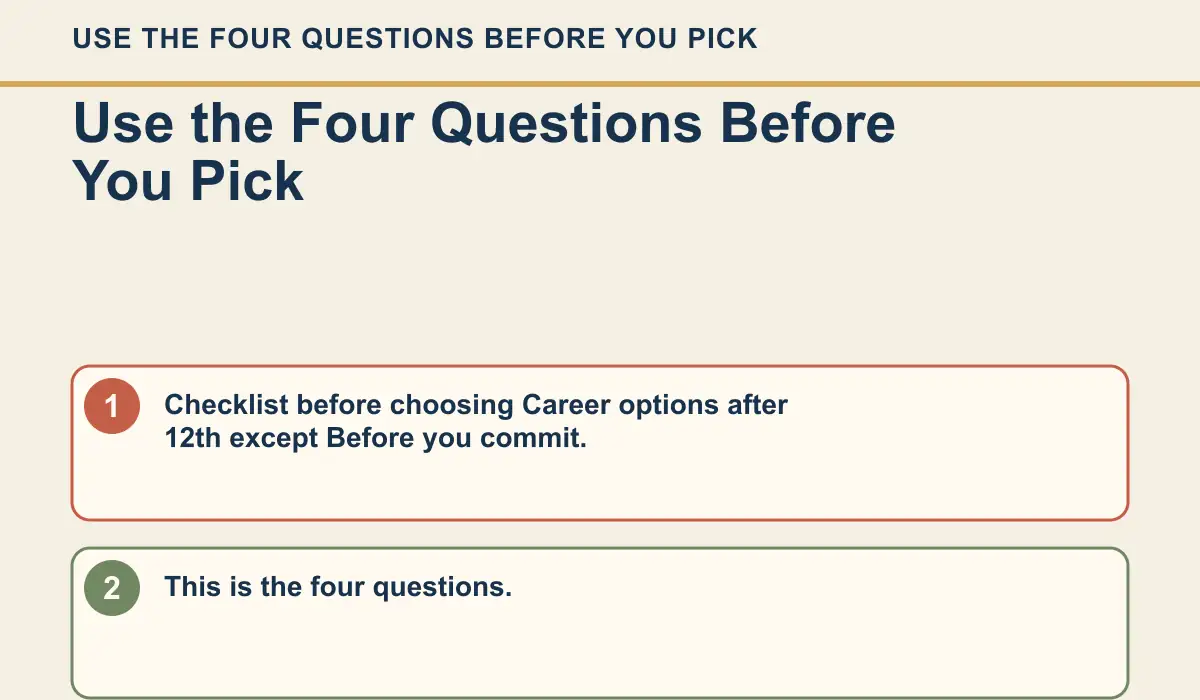 USE THE FOUR QUESTIONS BEFORE YOU PICK
Use the Four Questions Before
You Pick
1
Checklist before choosing Career options after
12th except Before you commit.
2
This is the four questions.